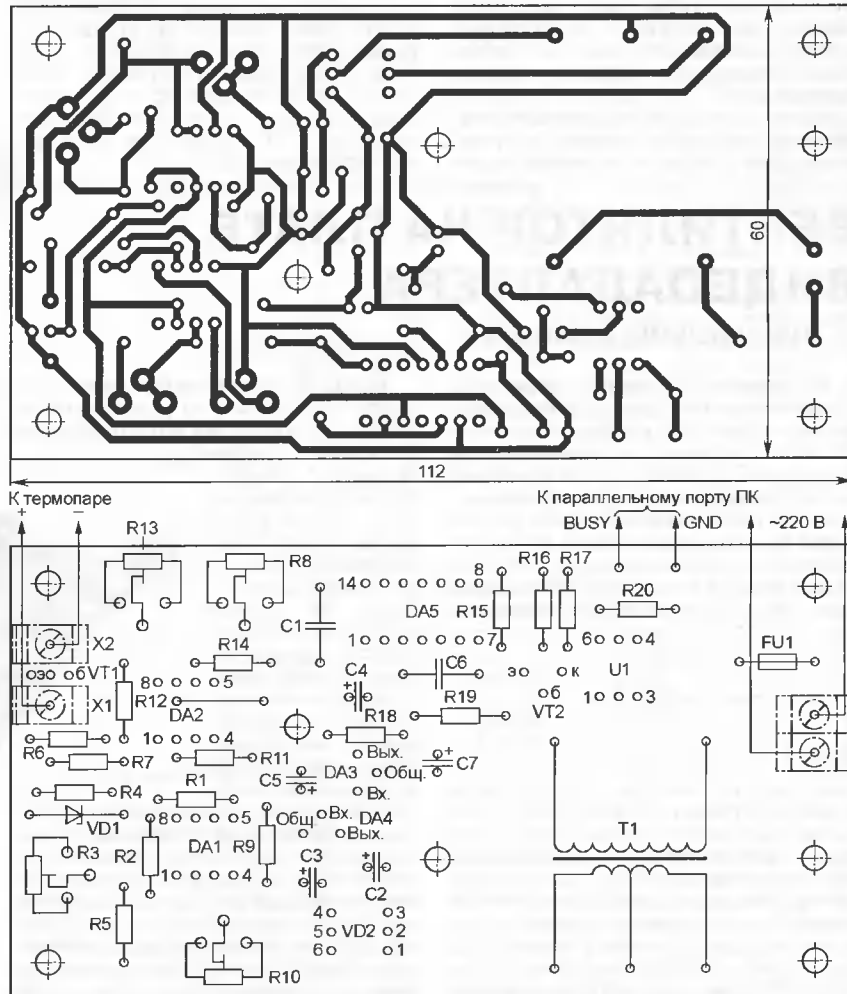 60
112
К термопаре
К параллельному порту ПК
+ −
BUSY GND ~220 В
R13
R8
R16 R17
14 8
C1
DA5
R15
R20
X2
R14
1 7
6 4
FU1
оэо бVT1
C4
+
C6
э к
U1
8 5
X1
R12
DA2
R19
б
1 3
VT2
R18
R6
1 4
R11
Вых.
+
R7
C5
DA3
Общ.
C7
R4
R1
+
Вх.
VD1
8 5
Общ.
Вх.
DA4
T1
Вых.
R3
R2
DA1
R9
C3
+
+
1 4
C2
4 3
R5
5 VD2 2
6 1
R10